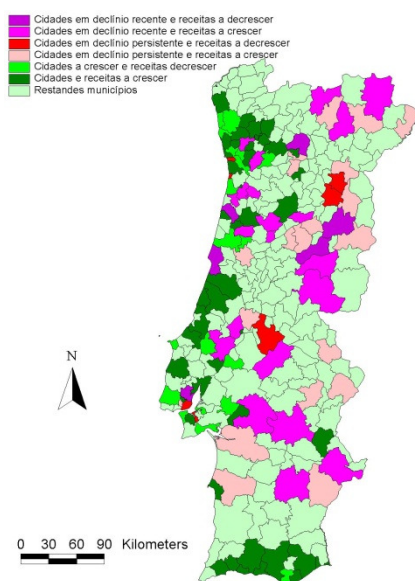 Cidades em declínio recente e receitas a decrescer
Cidades em declínio recente e receitas a crescer
Cidades em declínio persistente e receitas a decrescer
Cidades em declínio persistente e receitas a crescer
Cidades a crescer e receitas decrescer
Cidades e receitas a crescer
Restandes municípios
N
0 30 60 90 Kilometers